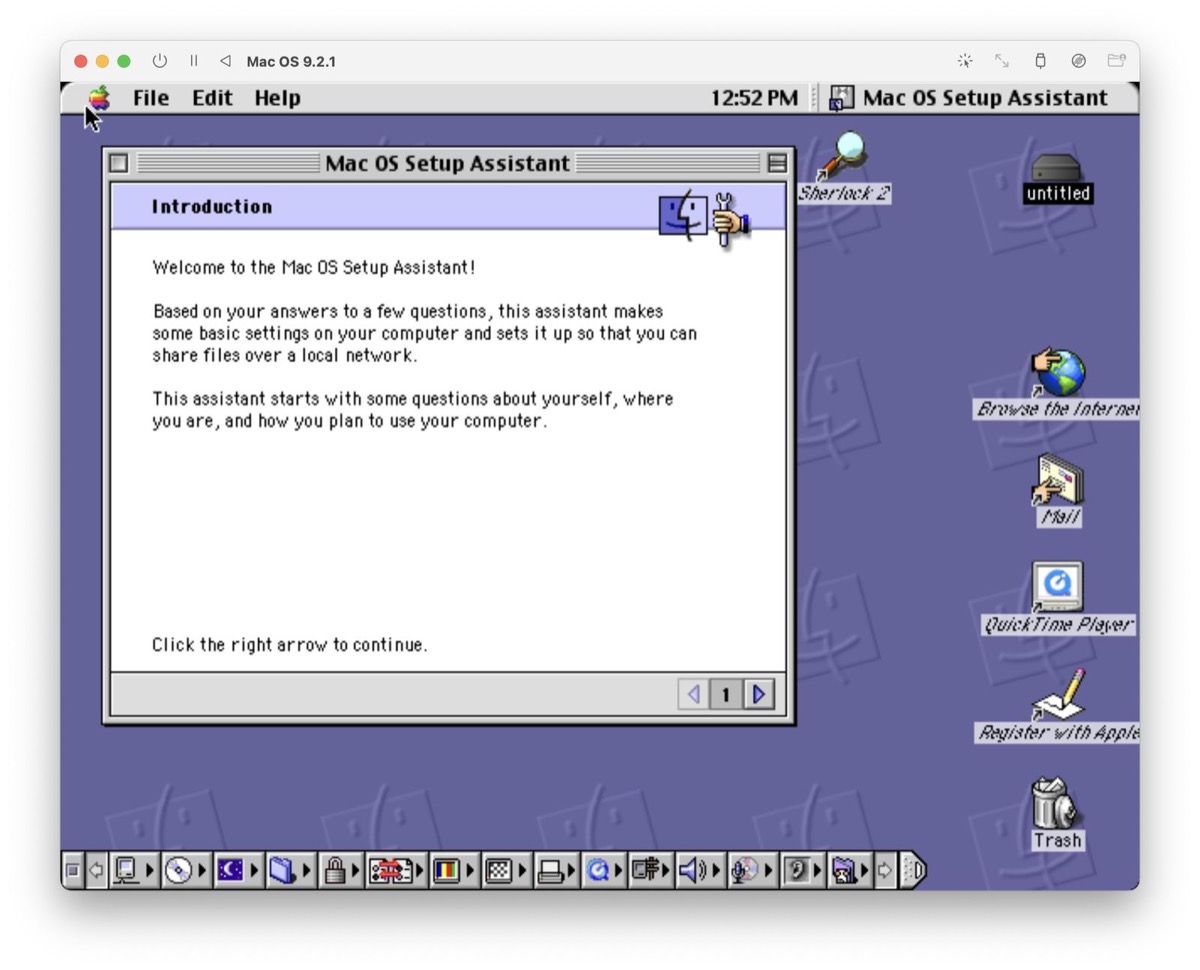 Mac OS 9.2.1
File Edit Help
12:52 PM
Mac OS Setup Assistant
Mac OS Setup Assistant
Introduction
Welcome to the Mac OS Setup Assistant!
Based on your answers to a few questions, this assistant makes
some basic settings on your computer and sets it up so that you can
share files over a local network.
This assistant starts with some questions about yourself, where
you are, and how you plan to use your computer.
Click the right arrow to continue.
1
Sherlock 2
untitled
Browse the Internet
Mail
QuickTime Player
Register with Apple
Trash